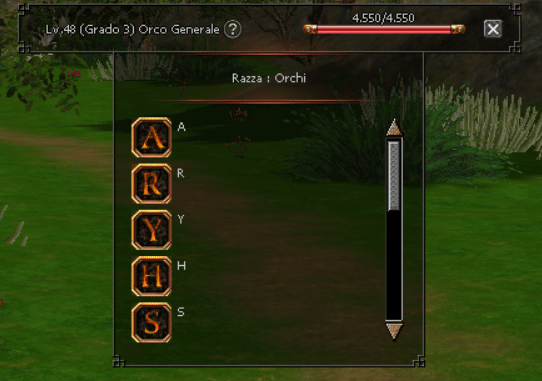 Lv.48 (Grado 3) Orco Generale ?
4.550/4.550
X
Razza : Orchi
A A
R R
Y Y
H H
S S